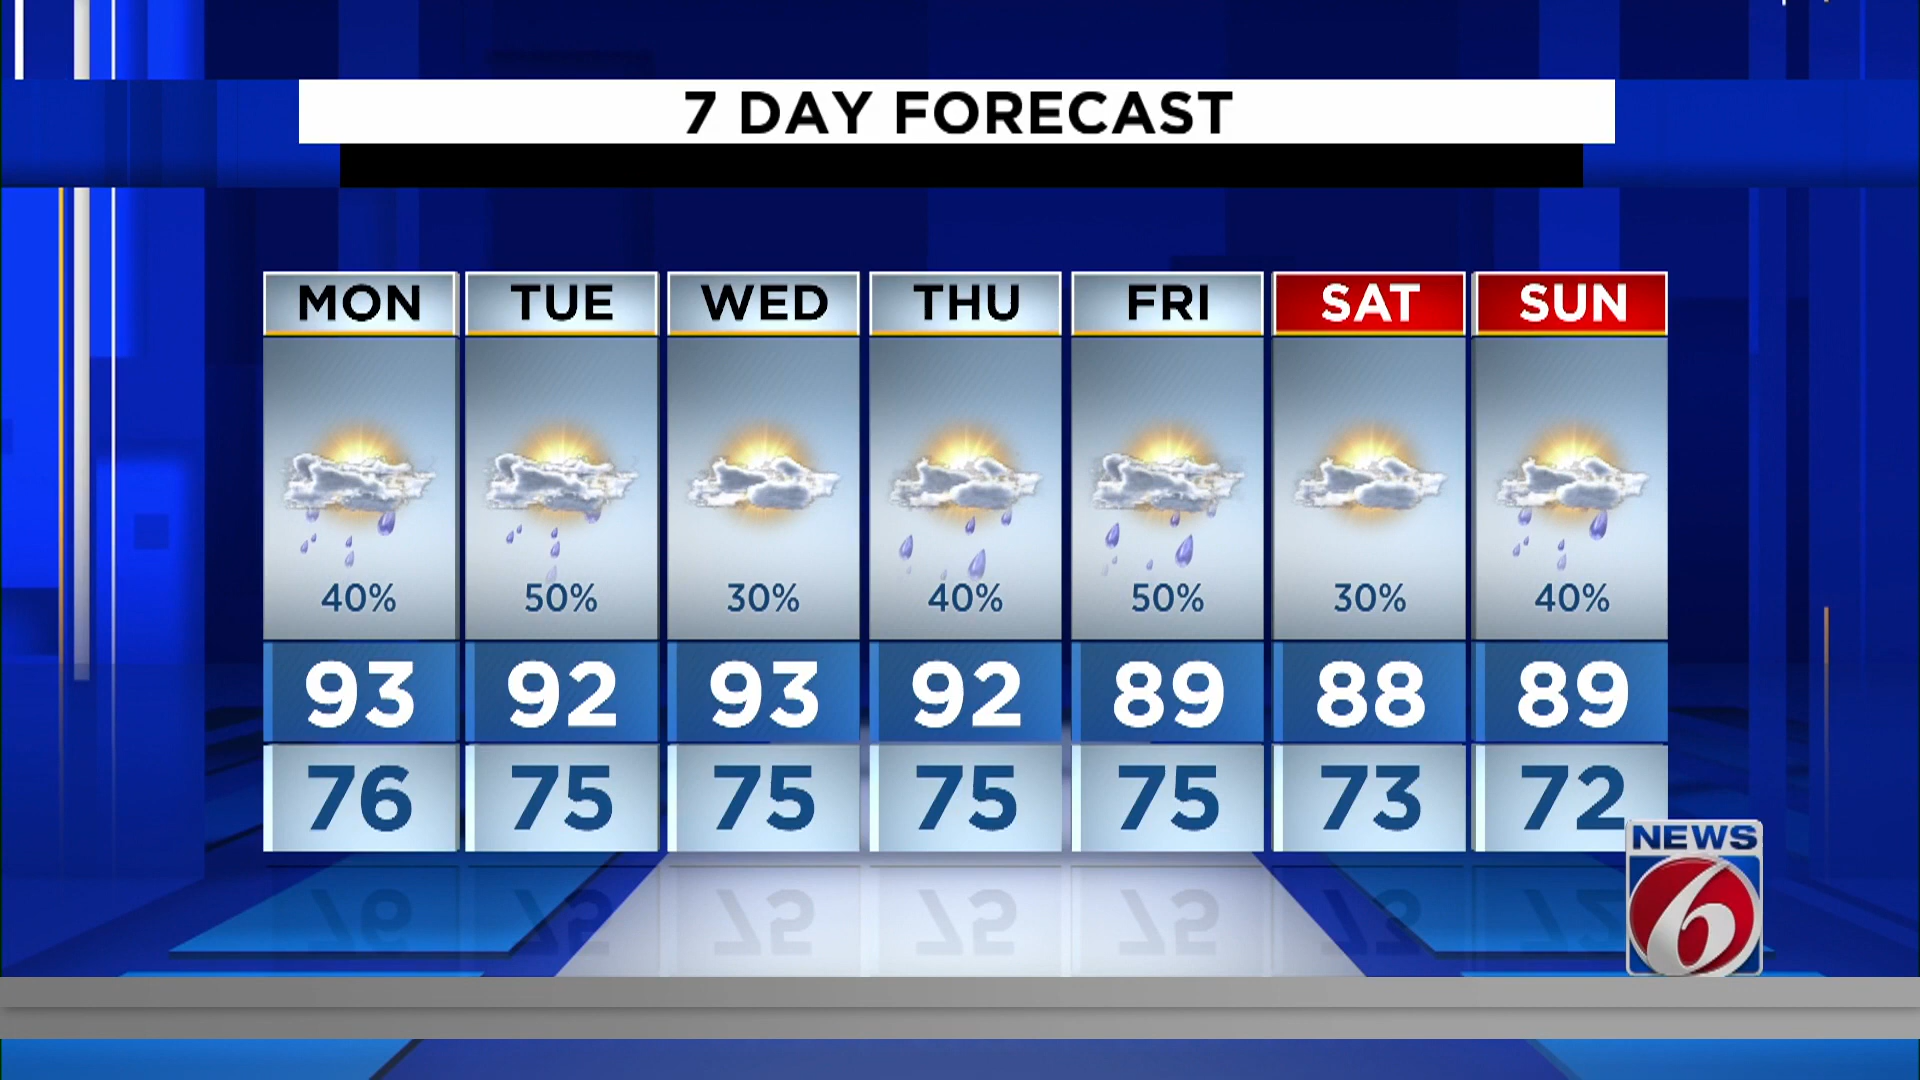 7 DAY FORECAST
MON TUE WED THU FRI SAT SUN
40% 50% 30% 40% 50% 30% 40%
93 92 93 92 89 88 89
76 75 75 75 75 73 72
NEWS
6